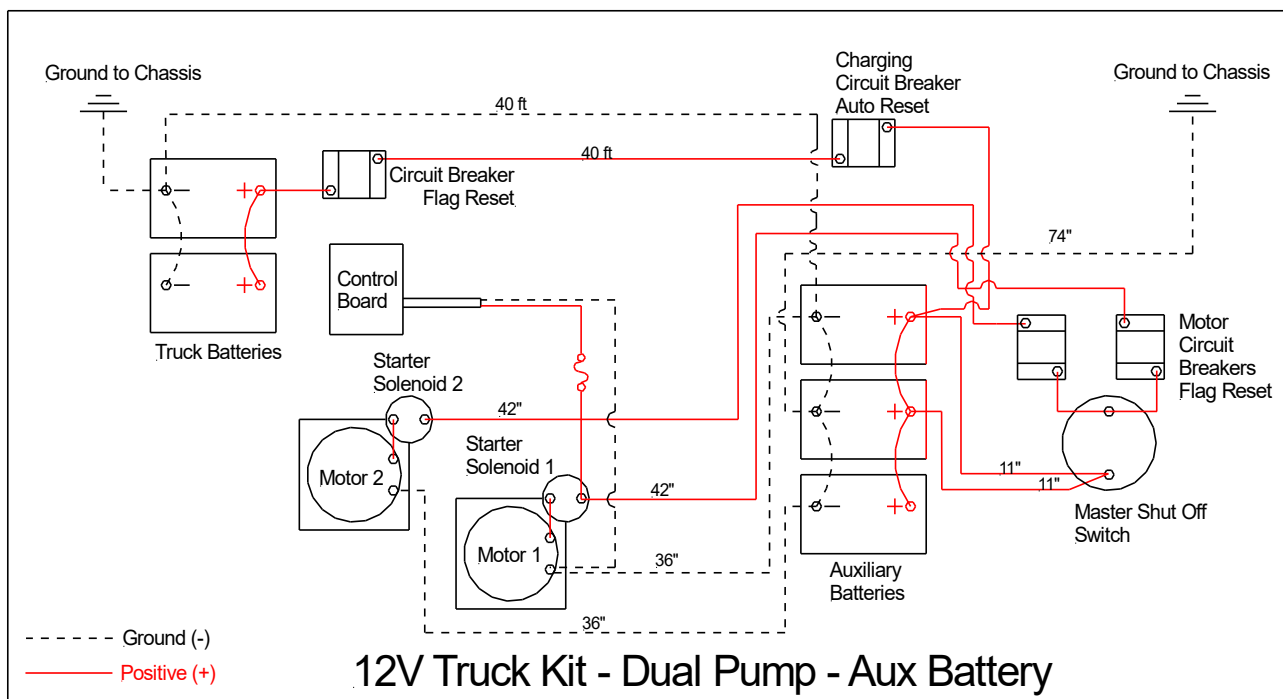 Ground to Chassis
40 ft
Charging
Circuit Breaker
Auto Reset
Ground to Chassis
40 ft
Circuit Breaker
Flag Reset
74"
Control
Board
Truck Batteries
Starter
Solenoid 2
42"
Motor 2
Starter
Solenoid 1
42"
Motor 1
36"
36"
Motor
Circuit
Breakers
Flag Reset
11"
11"
Master Shut Off
Switch
Auxiliary
Batteries
Ground (-)
Positive (+)
12V Truck Kit - Dual Pump - Aux Battery